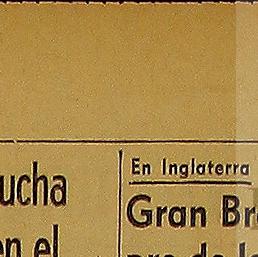 ucha
en el
En Inglaterra
Gran Br